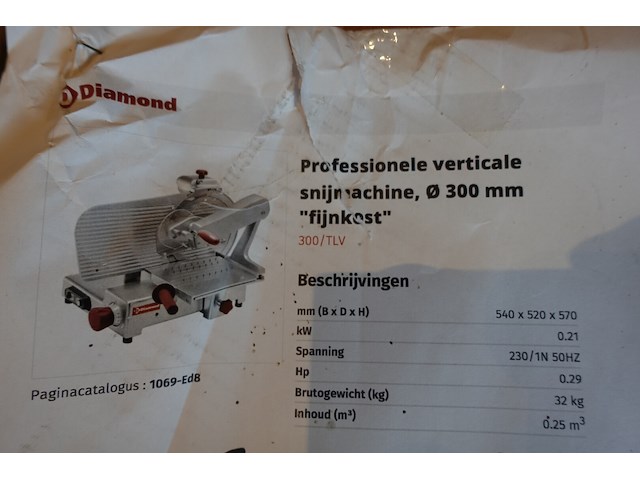 Diamond
Professionele verticale
snijmachine, Ø 300 mm
"fijnkost"
300/TLV
Beschrijvingen
mm (B x D x H) 540 x 520 x 570
kW 0.21
Spanning 230/1N 50HZ
Hp 0.29
Brutogewicht (kg) 32 kg
Inhoud (m³) 0.25 m³
Paginacatalogus : 1069-EdB